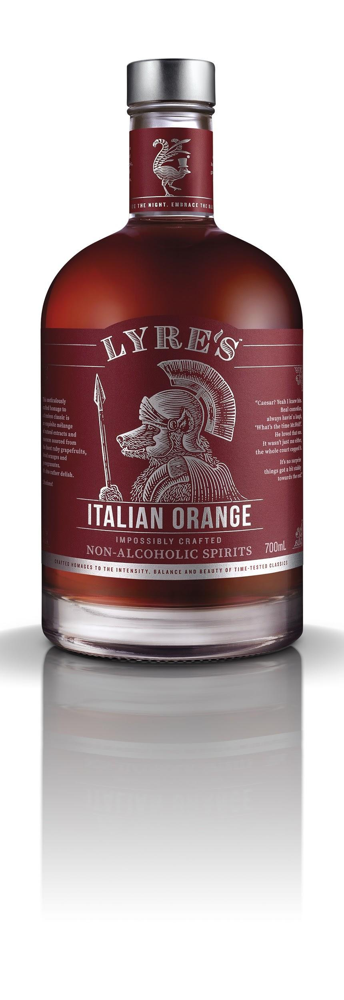 ®
ZE THE NIGHT. EMBRACE THE DA
LYRE'S™
This meticulously
crafted homage to
a timeless classic is
an exquisite mélange
of natural extracts and
essences sourced from
the finest ruby grapefruits,
blood oranges and
pomegranates.
It's also rather delish.
"Caesar? Yeah I knew him.
Real comedian,
always havin' a laugh,
'What's the time Mr.Wolf?'.
He loved that one.
It wasn't just me either,
the whole court copped it.
It's no surprise
things got a bit stabby
towards the end."
ITALIAN ORANGE
IMPOSSIBLY CRAFTED
NON-ALCOHOLIC SPIRITS 700mL
CRAFTED HOMAGES TO THE INTENSITY, BALANCE AND BEAUTY OF TIME-TESTED CLASSICS